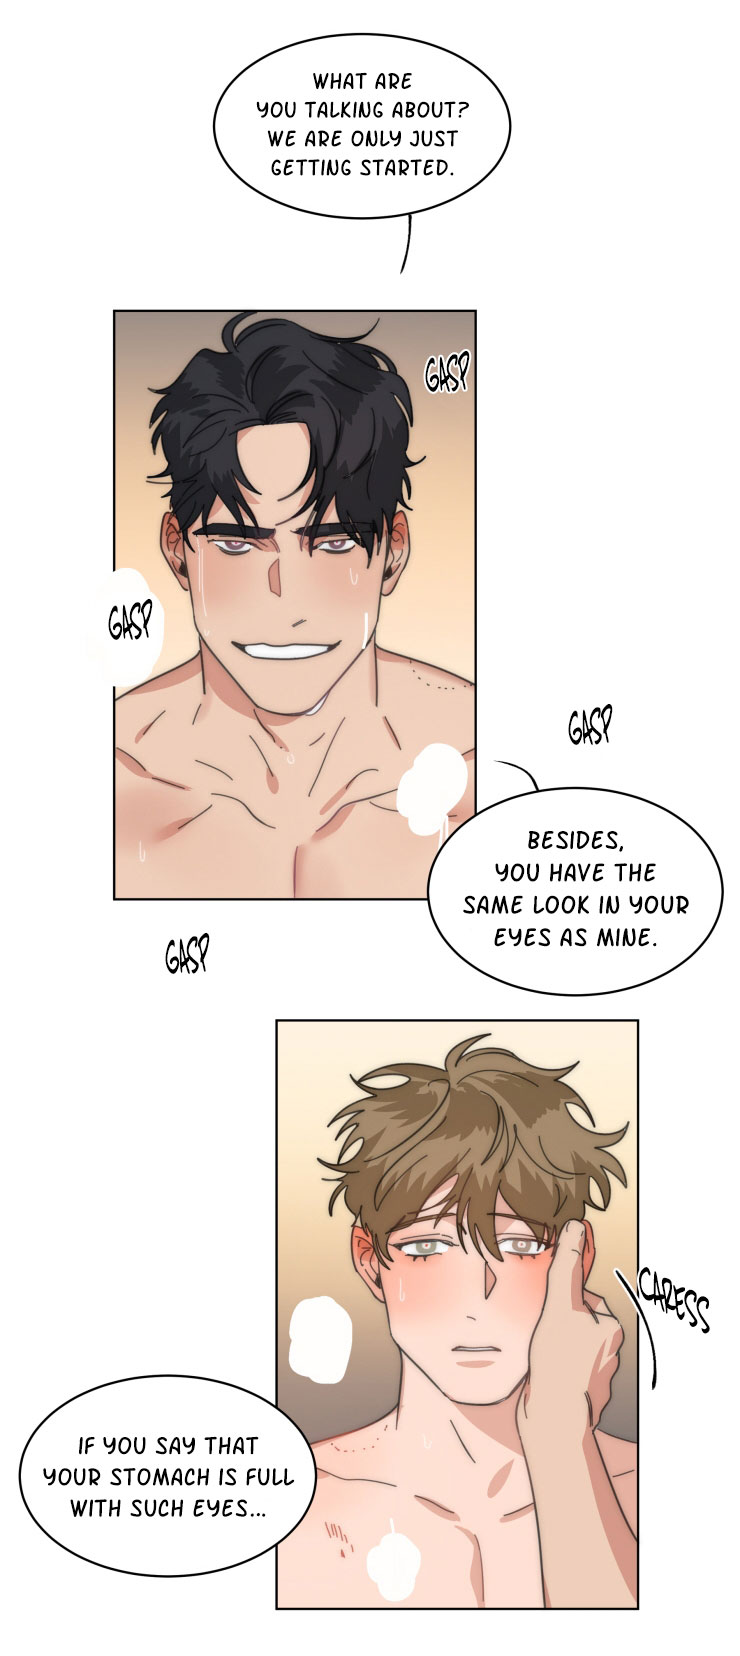 WHAT ARE
YOU TALKING ABOUT?
WE ARE ONLY JUST
GETTING STARTED.
GASP
GASP
GASP
BESIDES,
YOU HAVE THE
SAME LOOK IN YOUR
EYES AS MINE.
GASP
CARESS
IF YOU SAY THAT
YOUR STOMACH IS FULL
WITH SUCH EYES...